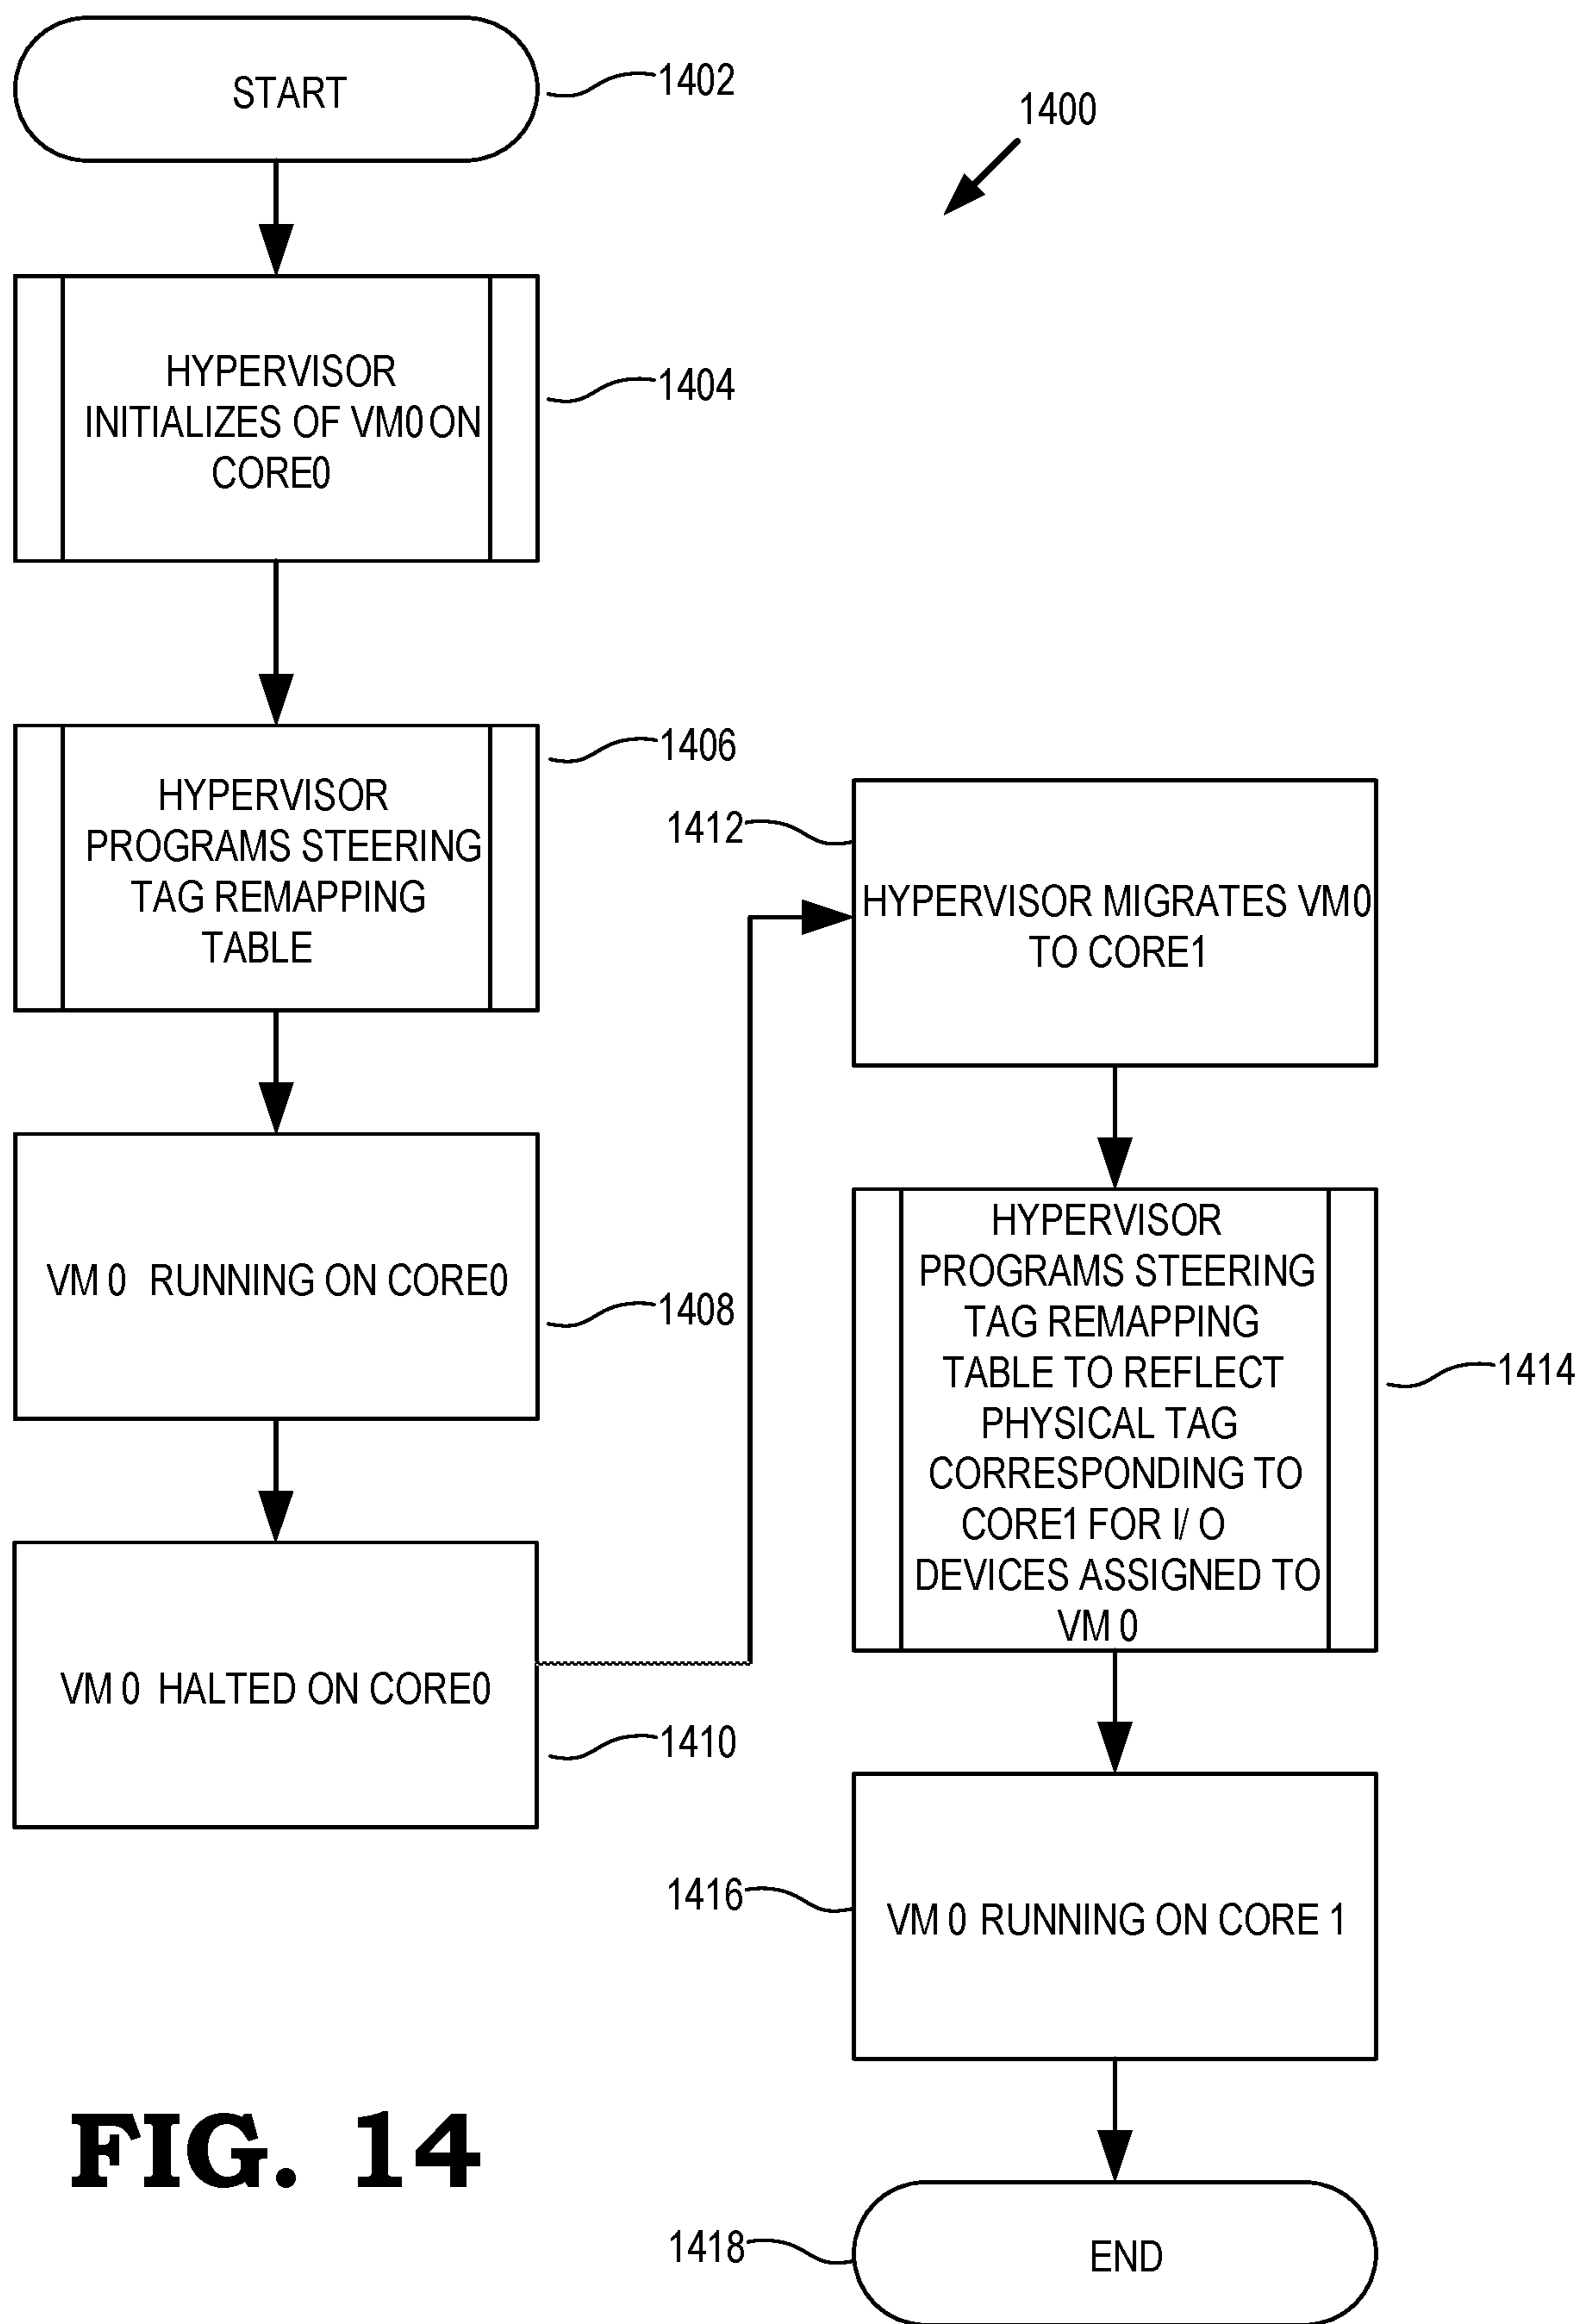 START
1402
1400
HYPERVISOR
INITIALIZES OF VM0 ON
CORE0
1404
HYPERVISOR
PROGRAMS STEERING
TAG REMAPPING
TABLE
1406
VM 0 RUNNING ON CORE0
1408
VM 0 HALTED ON CORE0
1410
1412
HYPERVISOR MIGRATES VM0
TO CORE1
HYPERVISOR
PROGRAMS STEERING
TAG REMAPPING
TABLE TO REFLECT
PHYSICAL TAG
CORRESPONDING TO
CORE1 FOR I/ O
DEVICES ASSIGNED TO
VM 0
1414
1416
VM 0 RUNNING ON CORE 1
1418
END
FIG. 14